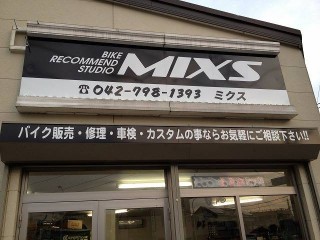 BIKE
RECOMMEND
STUDIO
MIXS
☎042-798-1393 ミクス
バイク販売・修理・車検・カスタムの事ならお気軽にご相談下さい!!